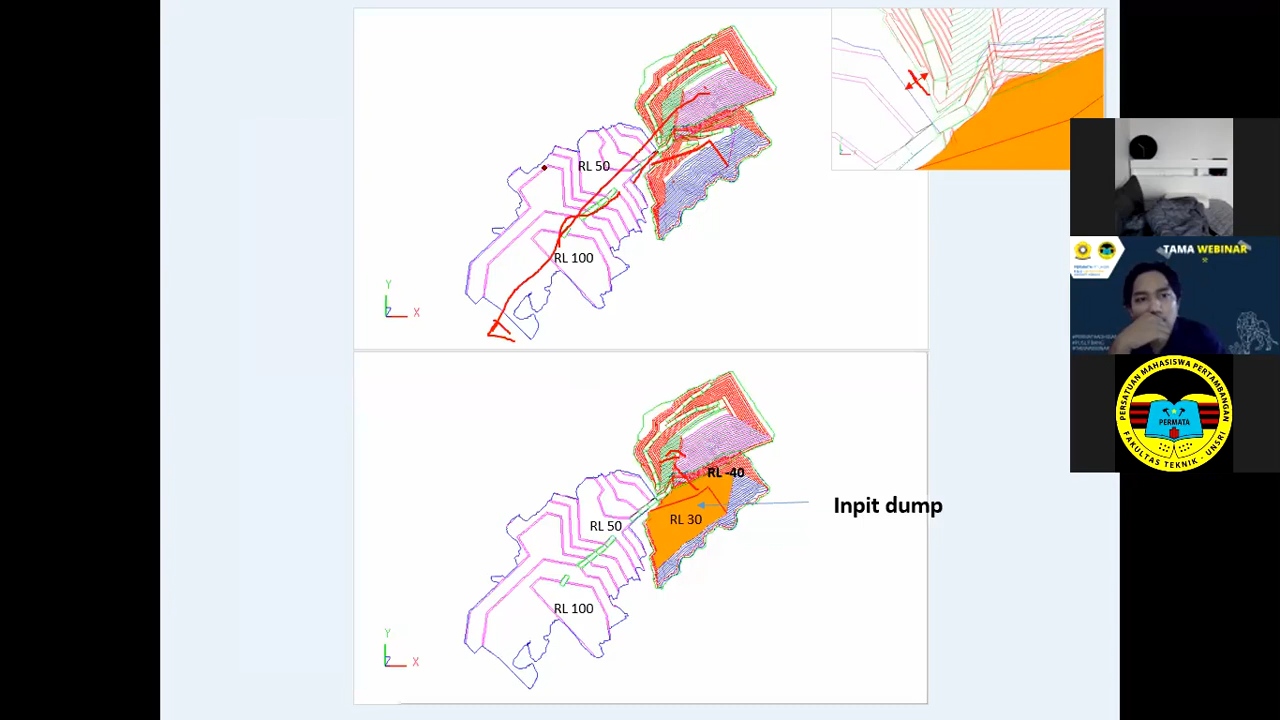 RL 50
RL 100
Y
Z
X
RL -40
RL 50
RL 30
Inpit dump
RL 100
Y
Z
X
TAMA WEBINAR
PERSATUAN MAHASISWA PERTAMBANGAN
PERMATA
FAKULTAS TEKNIK - UNSRI